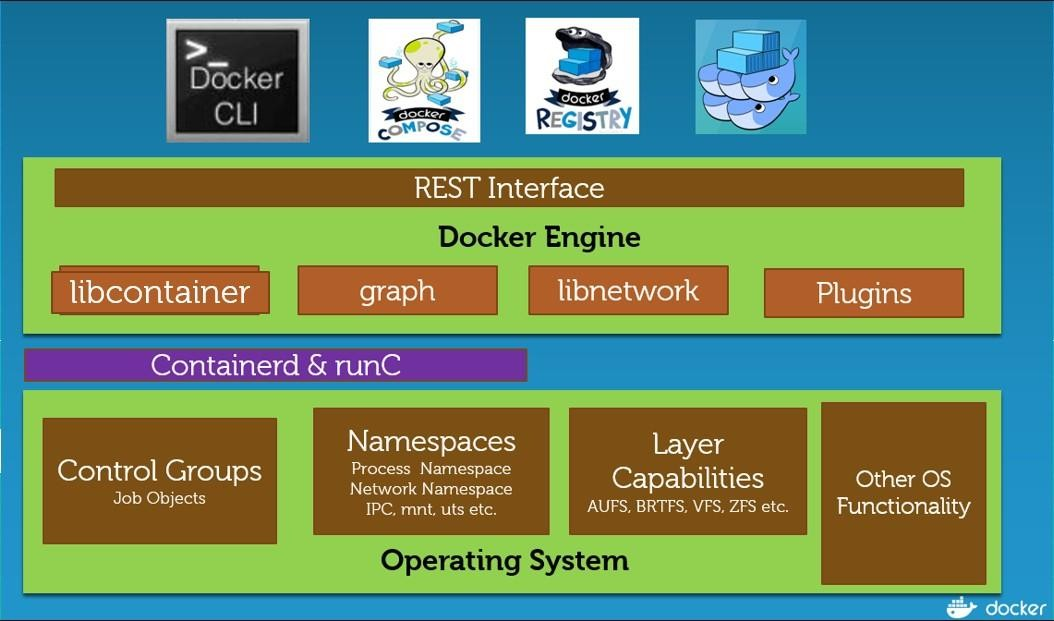 >_
Docker
CLI
docker
COMPOSE
docker
REGISTRY
REST Interface
Docker Engine
libcontainer
graph
libnetwork
Plugins
Containerd & runC
Control Groups
Job Objects
Namespaces
Process Namespace
Network Namespace
IPC, mnt, uts etc.
Layer
Capabilities
AUFS, BRTFS, VFS, ZFS etc.
Other OS
Functionality
Operating System
docker